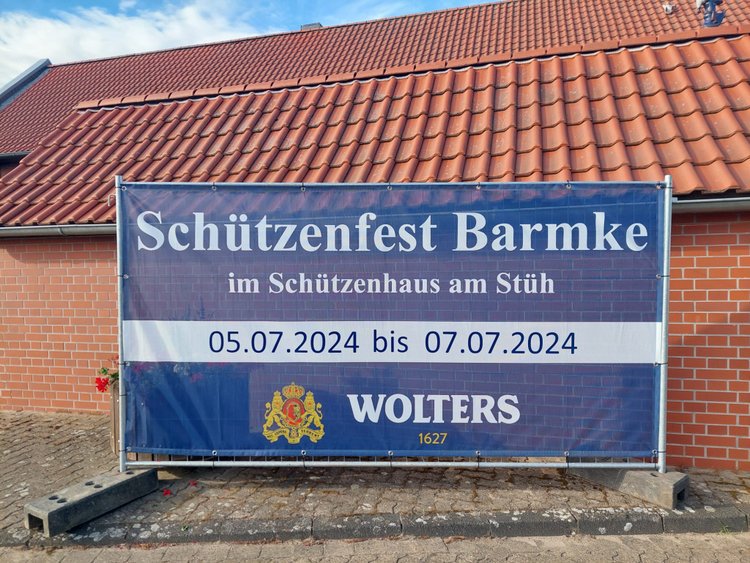 Schützenfest Barmke
im Schützenhaus am Stüh
05.07.2024 bis 07.07.2024
WOLTERS
1627